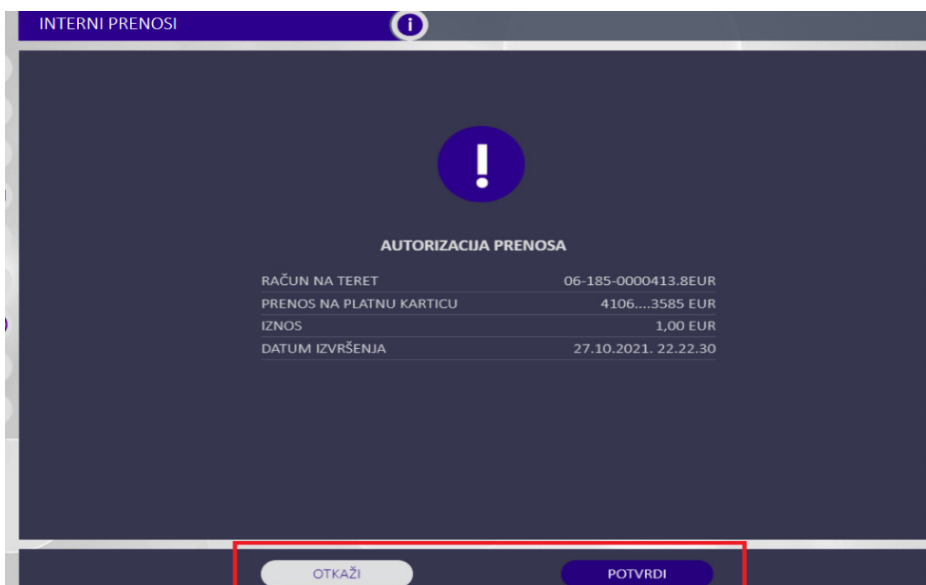 INTERNI PRENOSI
i
!
AUTORIZACIJA PRENOSA
RAČUN NA TERET 06-185-0000413.8EUR
PRENOS NA PLATNU KARTICU 4106....3585 EUR
IZNOS 1,00 EUR
DATUM IZVRŠENJA 27.10.2021. 22.22.30
OTKAŽI POTVRDI